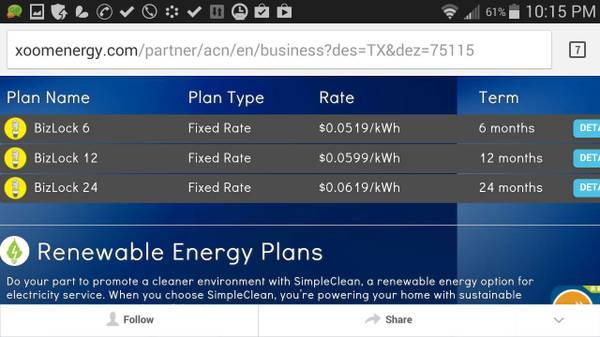 61% 10:15 PM
xoomenergy.com/partner/acn/en/business?des=TX&dez=75115 7
Plan Name Plan Type Rate Term
BizLock 6 Fixed Rate $0.0519/kWh 6 months DETA
BizLock 12 Fixed Rate $0.0599/kWh 12 months DETA
BizLock 24 Fixed Rate $0.0619/kWh 24 months DETA
Renewable Energy Plans
Do your part to promote a cleaner environment with SimpleClean, a renewable energy option for
electricity service. When you choose SimpleClean, you're powering your home with sustainable
Follow Share